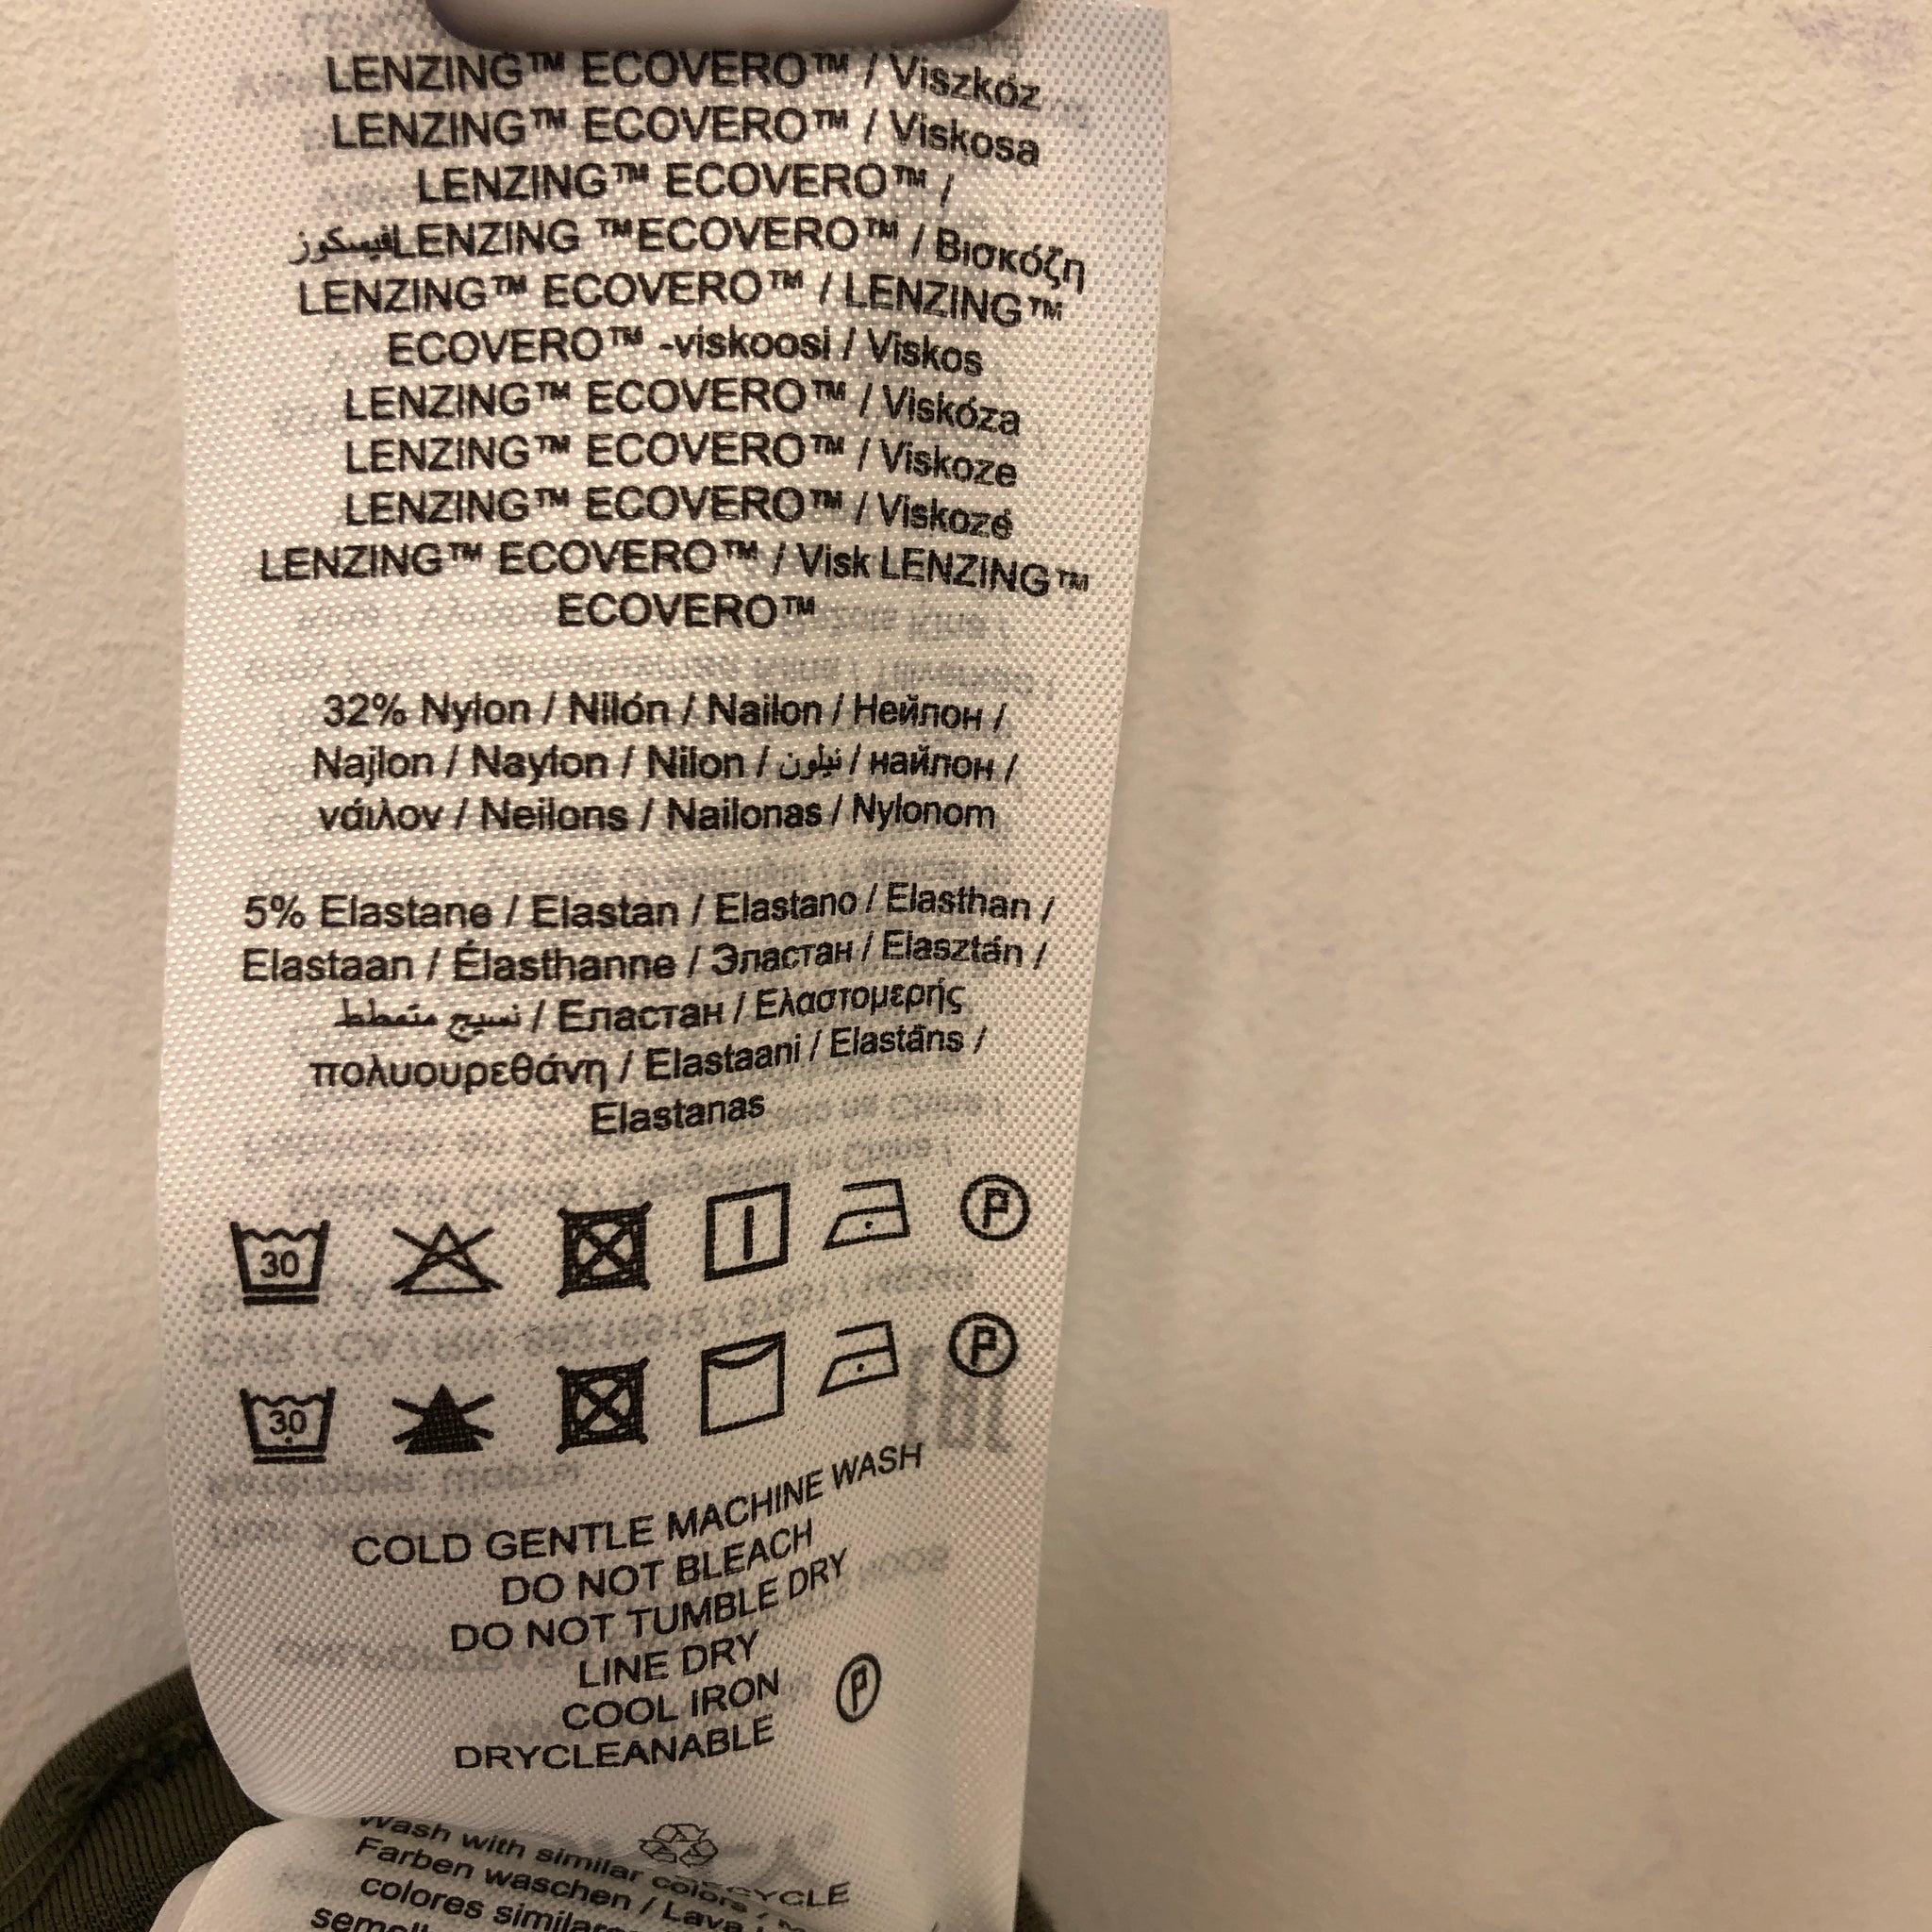 LENZING™ ECOVERO™ / Viszkóz
LENZING™ ECOVERO™ / Viskosa
LENZING™ ECOVERO™ /
فيسكوزLENZING ™ECOVERO™ / Βισκόζη
LENZING™ ECOVERO™ / LENZING™
ECOVERO™ -viskoosi / Viskos
LENZING™ ECOVERO™ / Viskóza
LENZING™ ECOVERO™ / Viskoze
LENZING™ ECOVERO™ / Viskozė
LENZING™ ECOVERO™ / Visk LENZING™
ECOVERO™
32% Nylon / Nilón / Nailon / Нейлон /
Najlon / Naylon / Nilon / نيلون / найлон /
νάιλον / Neilons / Nailonas / Nylonom
5% Elastane / Elastan / Elastano / Elasthan /
Elastaan / Élasthanne / Эластан / Elasztán /
نسيج متمطط / Еластан / Ελαστομερής
πολυουρεθάνη / Elastaani / Elastāns /
Elastanas
30 P
30 P
COLD GENTLE MACHINE WASH
DO NOT BLEACH
DO NOT TUMBLE DRY
LINE DRY
COOL IRON
DRYCLEANABLE P
Wash with similar colors /
Farben waschen / Lava
colores similares